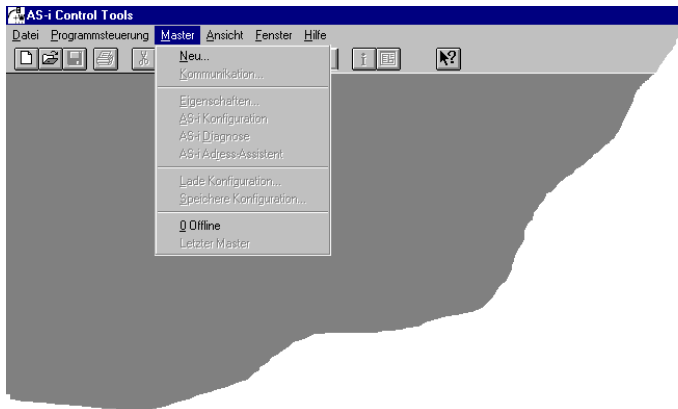 AS-i Control Tools
Datei Programmsteuerung Master Ansicht Fenster Hilfe
Neu...
Kommunikation...
Eigenschaften...
AS-i Konfiguration
AS-i Diagnose
AS-i Adress-Assistent
Lade Konfiguration...
Speichere Konfiguration...
0 Offline
Letzter Master